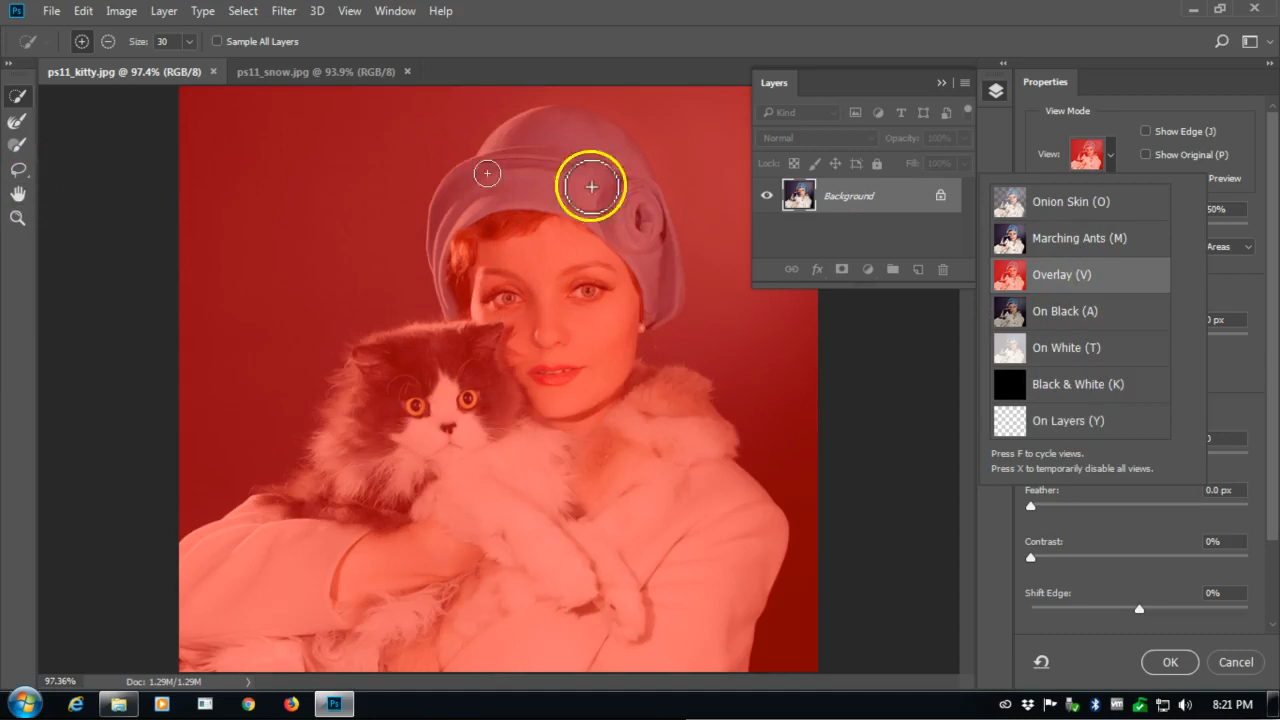 Ps File Edit Image Layer Type Select Filter 3D View Window Help
Size: 30 Sample All Layers
ps11_kitty.jpg @ 97.4% (RGB/8) × ps11_snow.jpg @ 93.9% (RGB/8) ×
Layers
Kind
Normal Opacity: 100%
Lock: Fill: 100%
Background
fx
Properties
View Mode
View:
Show Edge (J)
Show Original (P)
Preview
50%
Areas
0 px
0
Onion Skin (O)
Marching Ants (M)
Overlay (V)
On Black (A)
On White (T)
Black & White (K)
On Layers (Y)
Press F to cycle views.
Press X to temporarily disable all views.
Feather: 0.0 px
Contrast: 0%
Shift Edge: 0%
OK Cancel
97.36% Doc: 1.29M/1.29M
Ps
8:21 PM